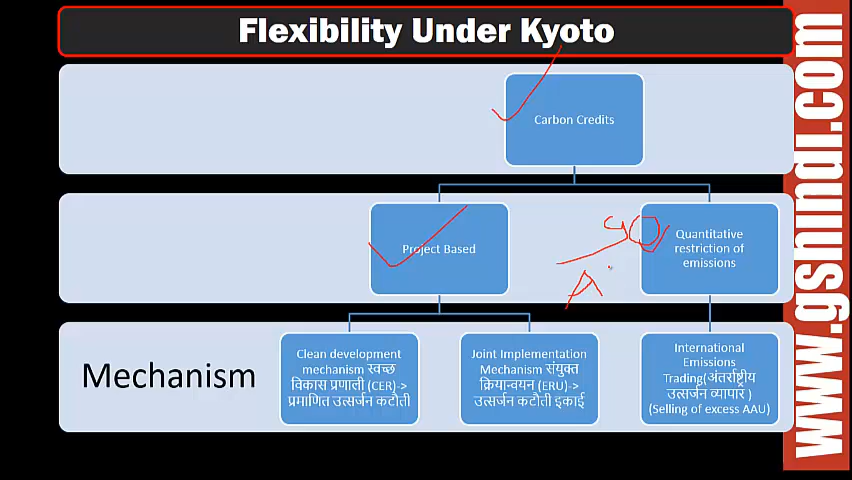 Flexibility Under Kyoto
Carbon Credits
Project Based
Quantitative
restriction of
emissions
Mechanism
Clean development
mechanism स्वच्छ
विकास प्रणाली (CER)->
प्रमाणित उत्सर्जन कटौती
Joint Implementation
Mechanism संयुक्त
क्रियान्वयन (ERU)->
उत्सर्जन कटौती इकाई
International
Emissions
Trading(अंतर्राष्ट्रीय
उत्सर्जन व्यापार )
(Selling of excess AAU)
www.gshindi.com